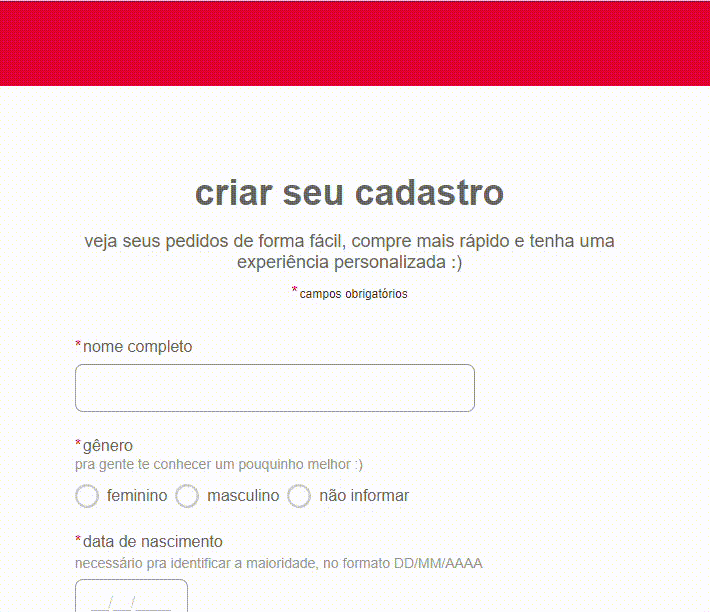 criar seu cadastro
veja seus pedidos de forma fácil, compre mais rápido e tenha uma
experiência personalizada :)
*campos obrigatórios
*nome completo
*gênero
pra gente te conhecer um pouquinho melhor :)
feminino masculino não informar
*data de nascimento
necessário pra identificar a maioridade, no formato DD/MM/AAAA
__/__/____